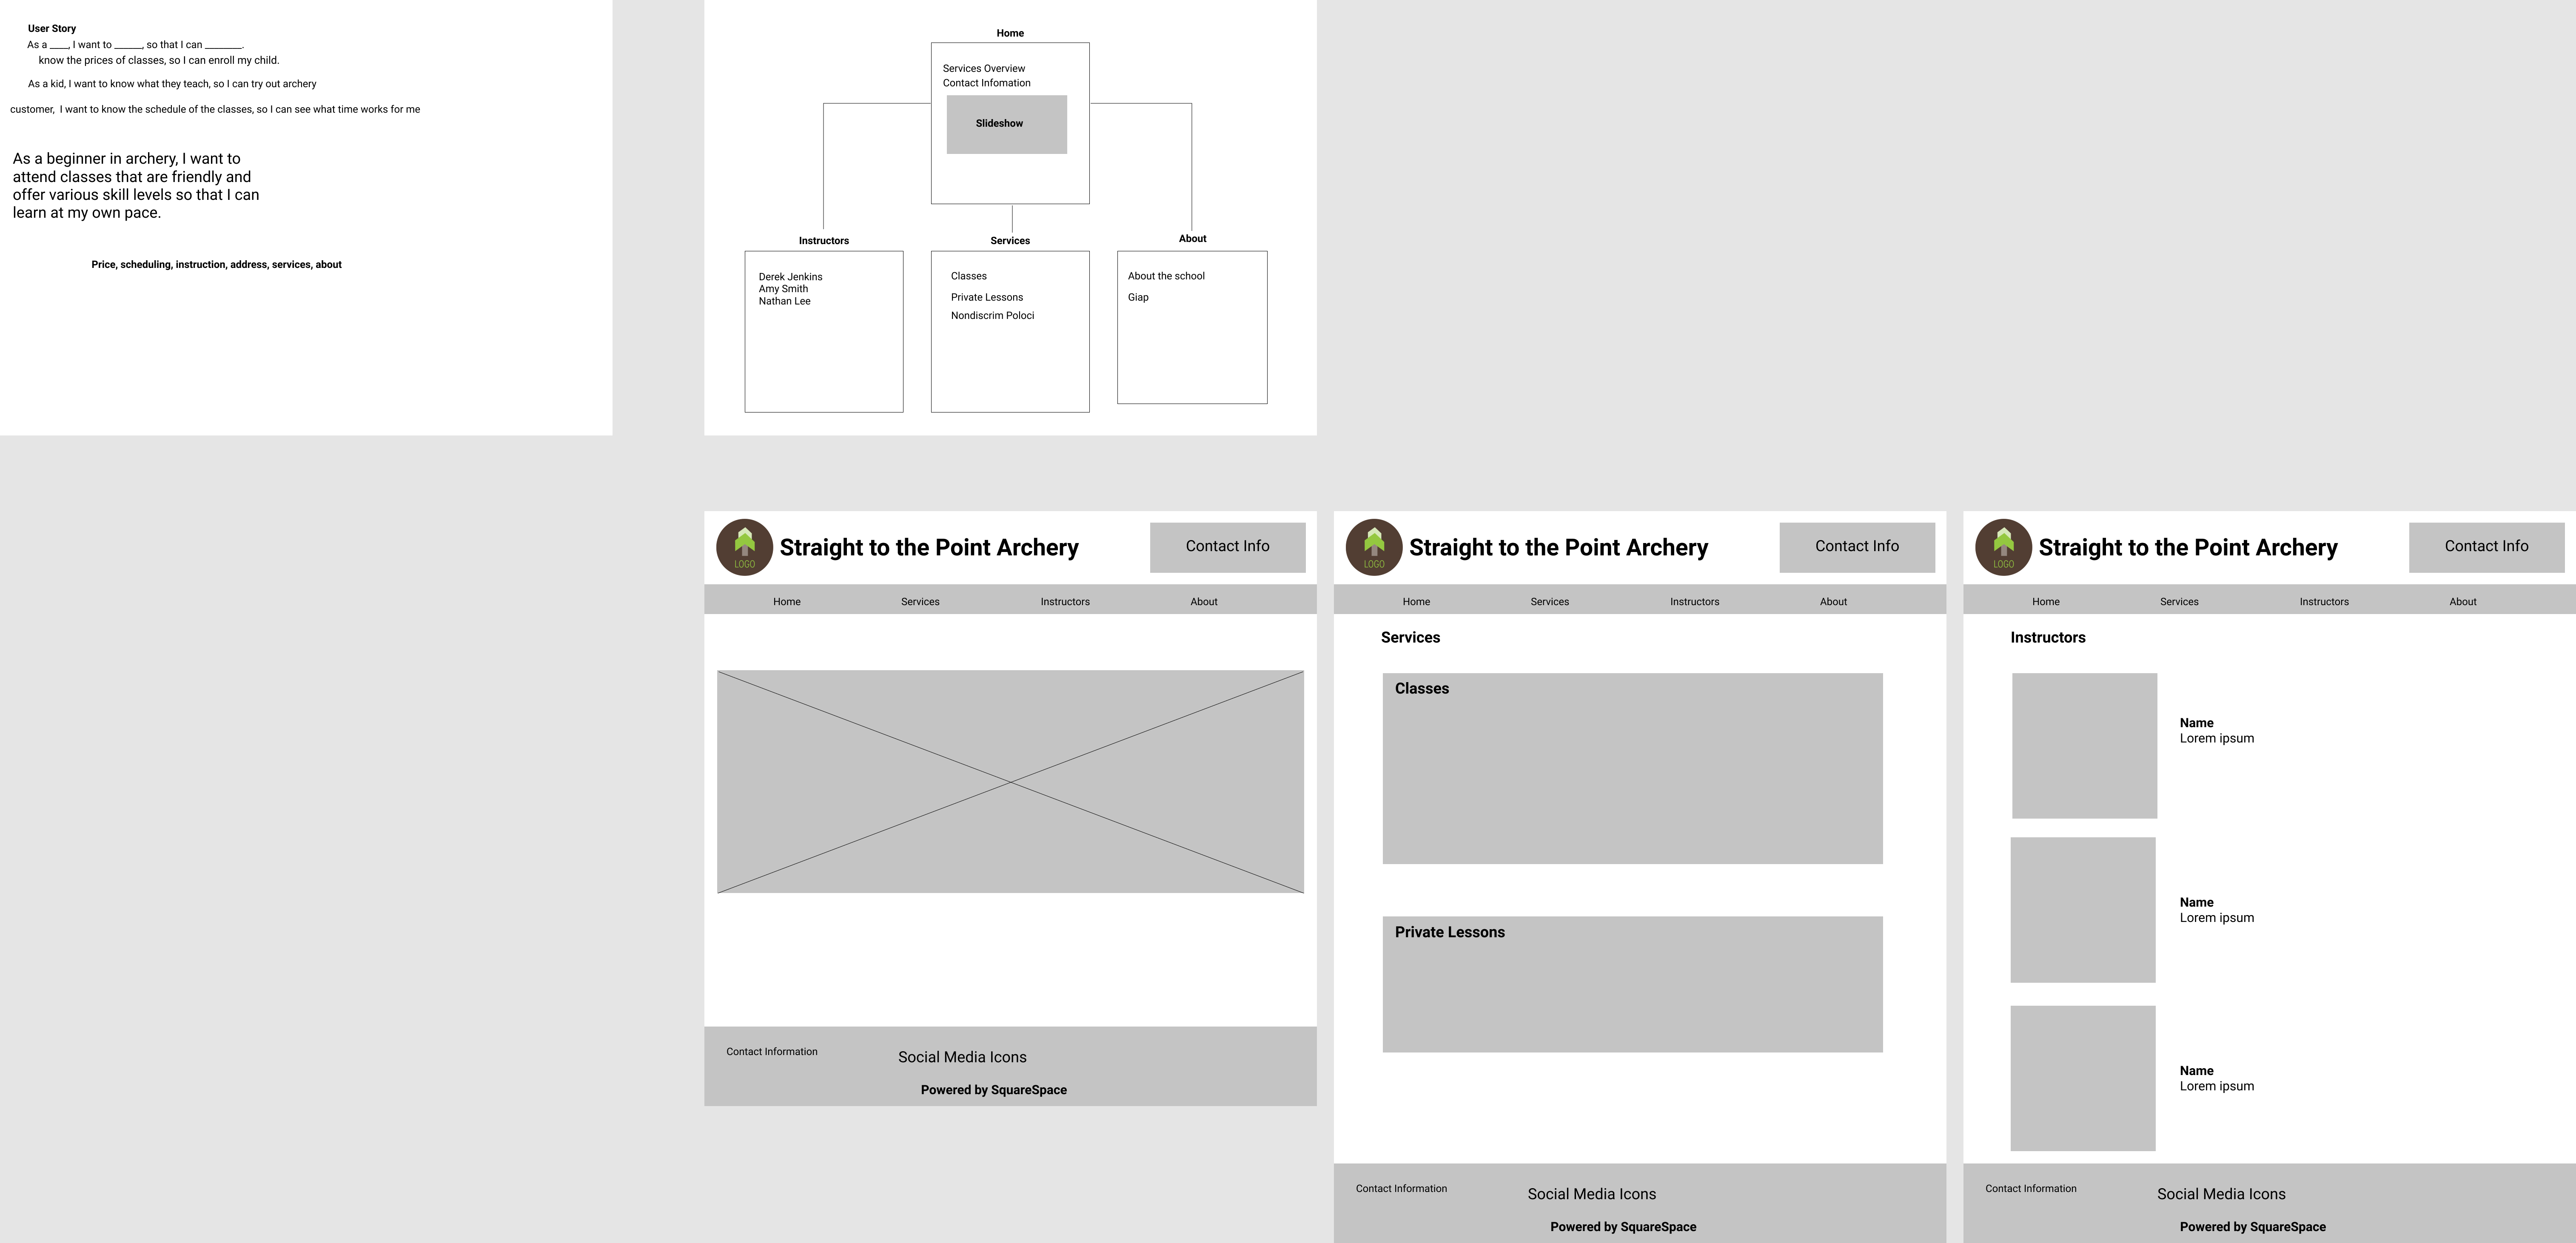 User Story
As a ____, I want to ______, so that I can ________.
know the prices of classes, so I can enroll my child.
As a kid, I want to know what they teach, so I can try out archery
customer,  I want to know the schedule of the classes, so I can see what time works for me
As a beginner in archery, I want to
attend classes that are friendly and
offer various skill levels so that I can
learn at my own pace.
Price, scheduling, instruction, address, services, about
Home
Services Overview
Contact Infomation
Slideshow
Instructors
Derek Jenkins
Amy Smith
Nathan Lee
Services
Classes
Private Lessons
Nondiscrim Poloci
About
About the school
Giap
LOGO
Straight to the Point Archery
Contact Info
Home Services Instructors About
Contact Information
Social Media Icons
Powered by SquareSpace
LOGO
Straight to the Point Archery
Contact Info
Home Services Instructors About
Services
Classes
Private Lessons
Contact Information
Social Media Icons
Powered by SquareSpace
LOGO
Straight to the Point Archery
Contact Info
Home Services Instructors About
Instructors
Name
Lorem ipsum
Name
Lorem ipsum
Name
Lorem ipsum
Contact Information
Social Media Icons
Powered by SquareSpace